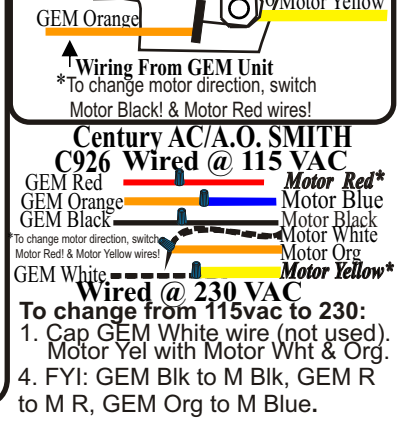 Motor Yellow
GEM Orange
Wiring From GEM Unit
*To change motor direction, switch
Motor Black! & Motor Red wires!
Century AC/A.O. SMITH
C926 Wired @ 115 VAC
GEM Red Motor Red*
GEM Orange Motor Blue
GEM Black Motor Black
Motor White
*To change motor direction, switch
Motor Red! & Motor Yellow wires!
Motor Org
GEM White Motor Yellow*
Wired @ 230 VAC
To change from 115vac to 230:
1. Cap GEM White wire (not used).
Motor Yel with Motor Wht & Org.
4. FYI: GEM Blk to M Blk, GEM R
to M R, GEM Org to M Blue.